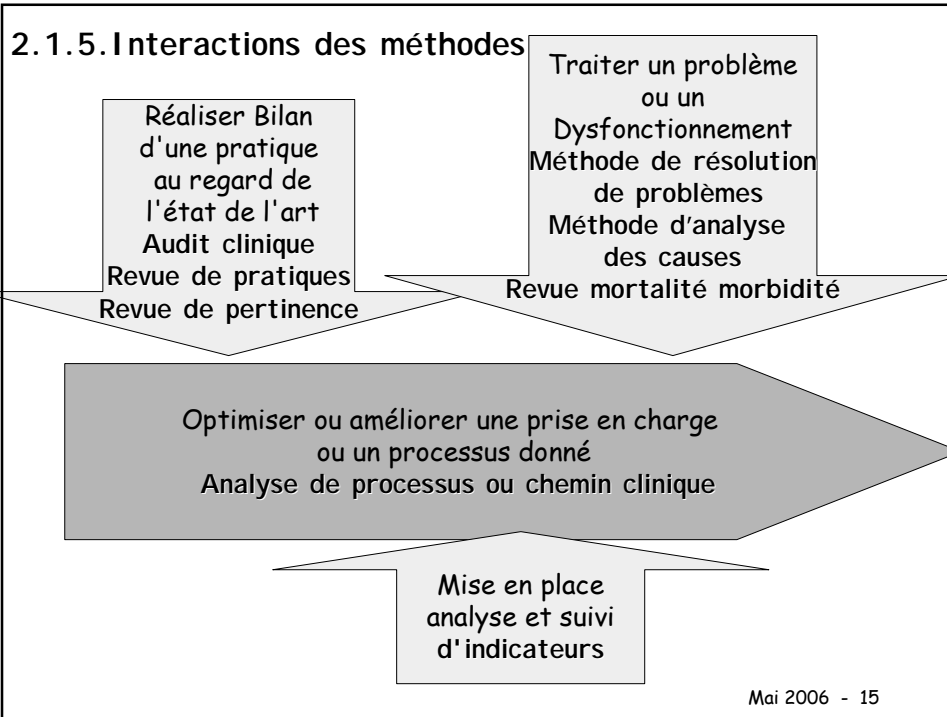 2.1.5.Interactions des méthodes
Réaliser Bilan
d'une pratique
au regard de
l'état de l'art
Audit clinique
Revue de pratiques
Revue de pertinence
Traiter un problème
ou un
Dysfonctionnement
Méthode de résolution
de problèmes
Méthode d’analyse
des causes
Revue mortalité morbidité
Optimiser ou améliorer une prise en charge
ou un processus donné
Analyse de processus ou chemin clinique
Mise en place
analyse et suivi
d'indicateurs
Mai 2006 - 15